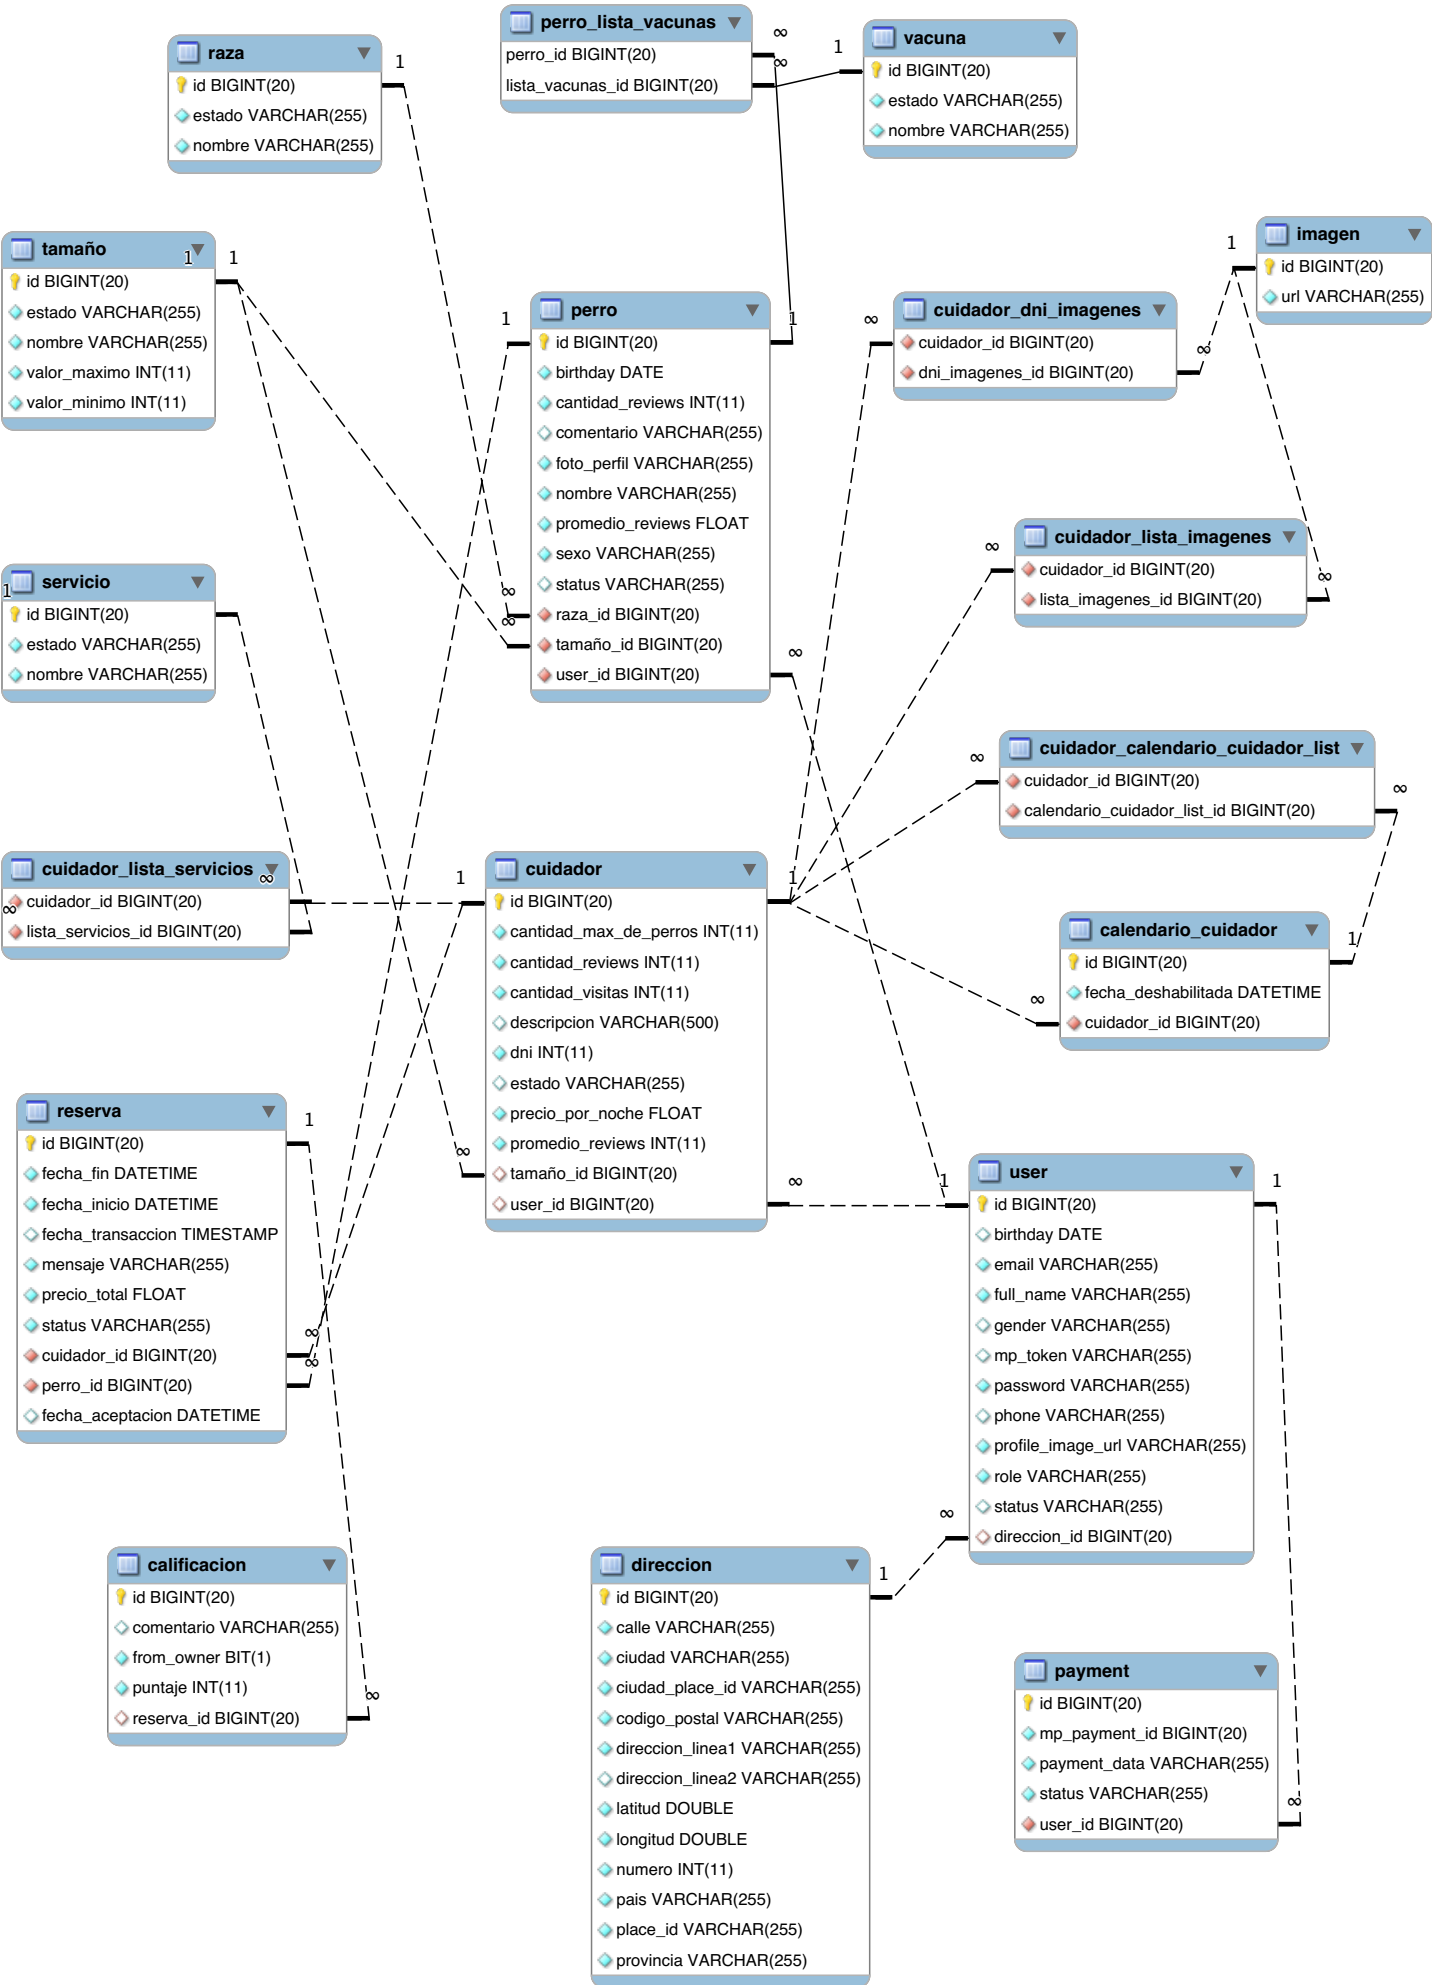 perro_lista_vacunas
perro_id BIGINT(20)
lista_vacunas_id BIGINT(20)
∞
∞
1
vacuna
id BIGINT(20)
estado VARCHAR(255)
nombre VARCHAR(255)
raza
id BIGINT(20)
estado VARCHAR(255)
nombre VARCHAR(255)
1
tamaño
1
1
id BIGINT(20)
estado VARCHAR(255)
nombre VARCHAR(255)
valor_maximo INT(11)
valor_minimo INT(11)
imagen
id BIGINT(20)
url VARCHAR(255)
1
perro
1
1
id BIGINT(20)
birthday DATE
cantidad_reviews INT(11)
comentario VARCHAR(255)
foto_perfil VARCHAR(255)
nombre VARCHAR(255)
promedio_reviews FLOAT
sexo VARCHAR(255)
status VARCHAR(255)
raza_id BIGINT(20)
tamaño_id BIGINT(20)
user_id BIGINT(20)
∞
∞
∞
cuidador_dni_imagenes
cuidador_id BIGINT(20)
dni_imagenes_id BIGINT(20)
∞
∞
cuidador_lista_imagenes
cuidador_id BIGINT(20)
lista_imagenes_id BIGINT(20)
∞
∞
servicio
1
id BIGINT(20)
estado VARCHAR(255)
nombre VARCHAR(255)
cuidador_calendario_cuidador_list
cuidador_id BIGINT(20)
calendario_cuidador_list_id BIGINT(20)
∞
∞
cuidador_lista_servicios
∞
cuidador_id BIGINT(20)
∞
lista_servicios_id BIGINT(20)
cuidador
1
1
id BIGINT(20)
cantidad_max_de_perros INT(11)
cantidad_reviews INT(11)
cantidad_visitas INT(11)
descripcion VARCHAR(500)
dni INT(11)
estado VARCHAR(255)
precio_por_noche FLOAT
promedio_reviews INT(11)
tamaño_id BIGINT(20)
user_id BIGINT(20)
∞
∞
calendario_cuidador
id BIGINT(20)
fecha_deshabilitada DATETIME
cuidador_id BIGINT(20)
1
∞
reserva
1
id BIGINT(20)
fecha_fin DATETIME
fecha_inicio DATETIME
fecha_transaccion TIMESTAMP
mensaje VARCHAR(255)
precio_total FLOAT
status VARCHAR(255)
cuidador_id BIGINT(20)
perro_id BIGINT(20)
fecha_aceptacion DATETIME
∞
∞
user
1
1
id BIGINT(20)
birthday DATE
email VARCHAR(255)
full_name VARCHAR(255)
gender VARCHAR(255)
mp_token VARCHAR(255)
password VARCHAR(255)
phone VARCHAR(255)
profile_image_url VARCHAR(255)
role VARCHAR(255)
status VARCHAR(255)
direccion_id BIGINT(20)
∞
calificacion
id BIGINT(20)
comentario VARCHAR(255)
from_owner BIT(1)
puntaje INT(11)
reserva_id BIGINT(20)
∞
direccion
1
id BIGINT(20)
calle VARCHAR(255)
ciudad VARCHAR(255)
ciudad_place_id VARCHAR(255)
codigo_postal VARCHAR(255)
direccion_linea1 VARCHAR(255)
direccion_linea2 VARCHAR(255)
latitud DOUBLE
longitud DOUBLE
numero INT(11)
pais VARCHAR(255)
place_id VARCHAR(255)
provincia VARCHAR(255)
payment
id BIGINT(20)
mp_payment_id BIGINT(20)
payment_data VARCHAR(255)
status VARCHAR(255)
user_id BIGINT(20)
∞